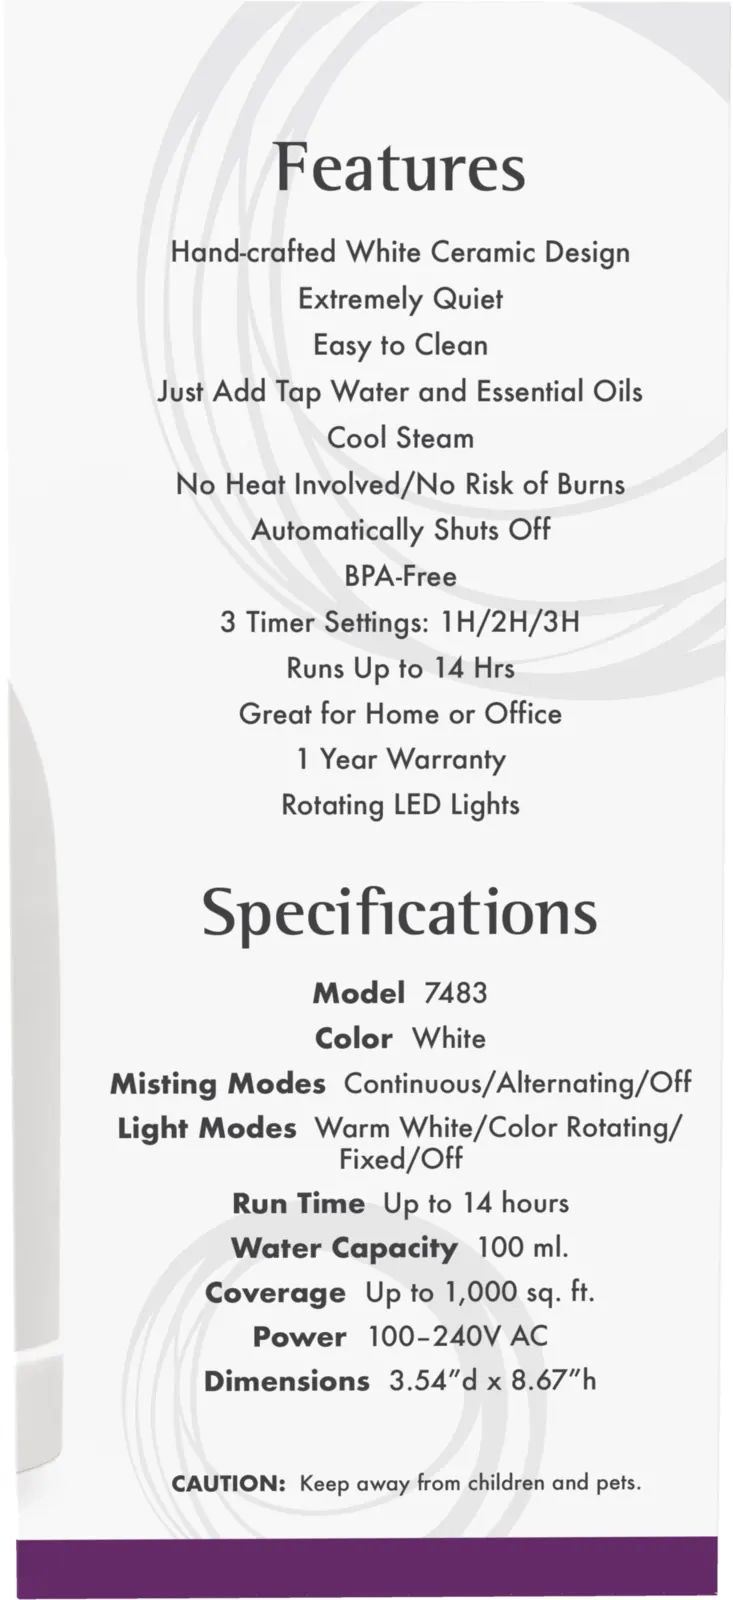 Features
Hand-crafted White Ceramic Design
Extremely Quiet
Easy to Clean
Just Add Tap Water and Essential Oils
Cool Steam
No Heat Involved/No Risk of Burns
Automatically Shuts Off
BPA-Free
3 Timer Settings: 1H/2H/3H
Runs Up to 14 Hrs
Great for Home or Office
1 Year Warranty
Rotating LED Lights
Specifications
Model 7483
Color White
Misting Modes Continuous/Alternating/Off
Light Modes Warm White/Color Rotating/
Fixed/Off
Run Time Up to 14 hours
Water Capacity 100 ml.
Coverage Up to 1,000 sq. ft.
Power 100–240V AC
Dimensions 3.54”d x 8.67”h
CAUTION: Keep away from children and pets.